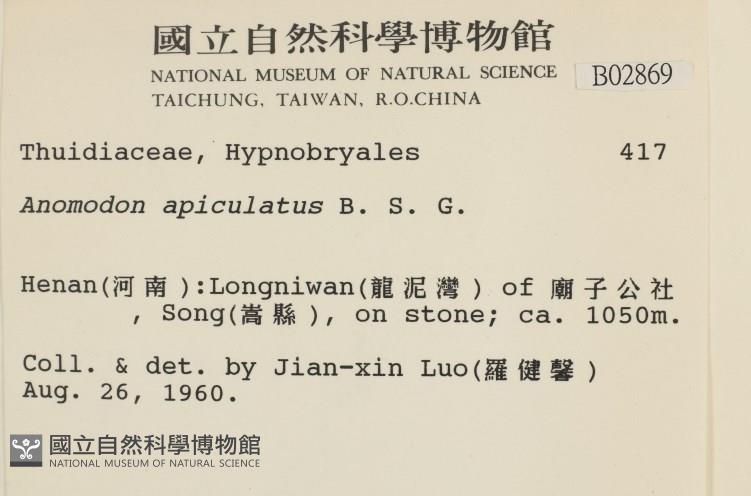 國立自然科學博物館
NATIONAL MUSEUM OF NATURAL SCIENCE
TAICHUNG, TAIWAN, R.O.CHINA
B02869
Thuidiaceae, Hypnobryales 417
Anomodon apiculatus B. S. G.
Henan(河南):Longniwan(龍泥灣) of 廟子公社
, Song(嵩縣), on stone; ca. 1050m.
Coll. & det. by Jian-xin Luo(羅健馨)
Aug. 26, 1960.
國立自然科學博物館
NATIONAL MUSEUM OF NATURAL SCIENCE